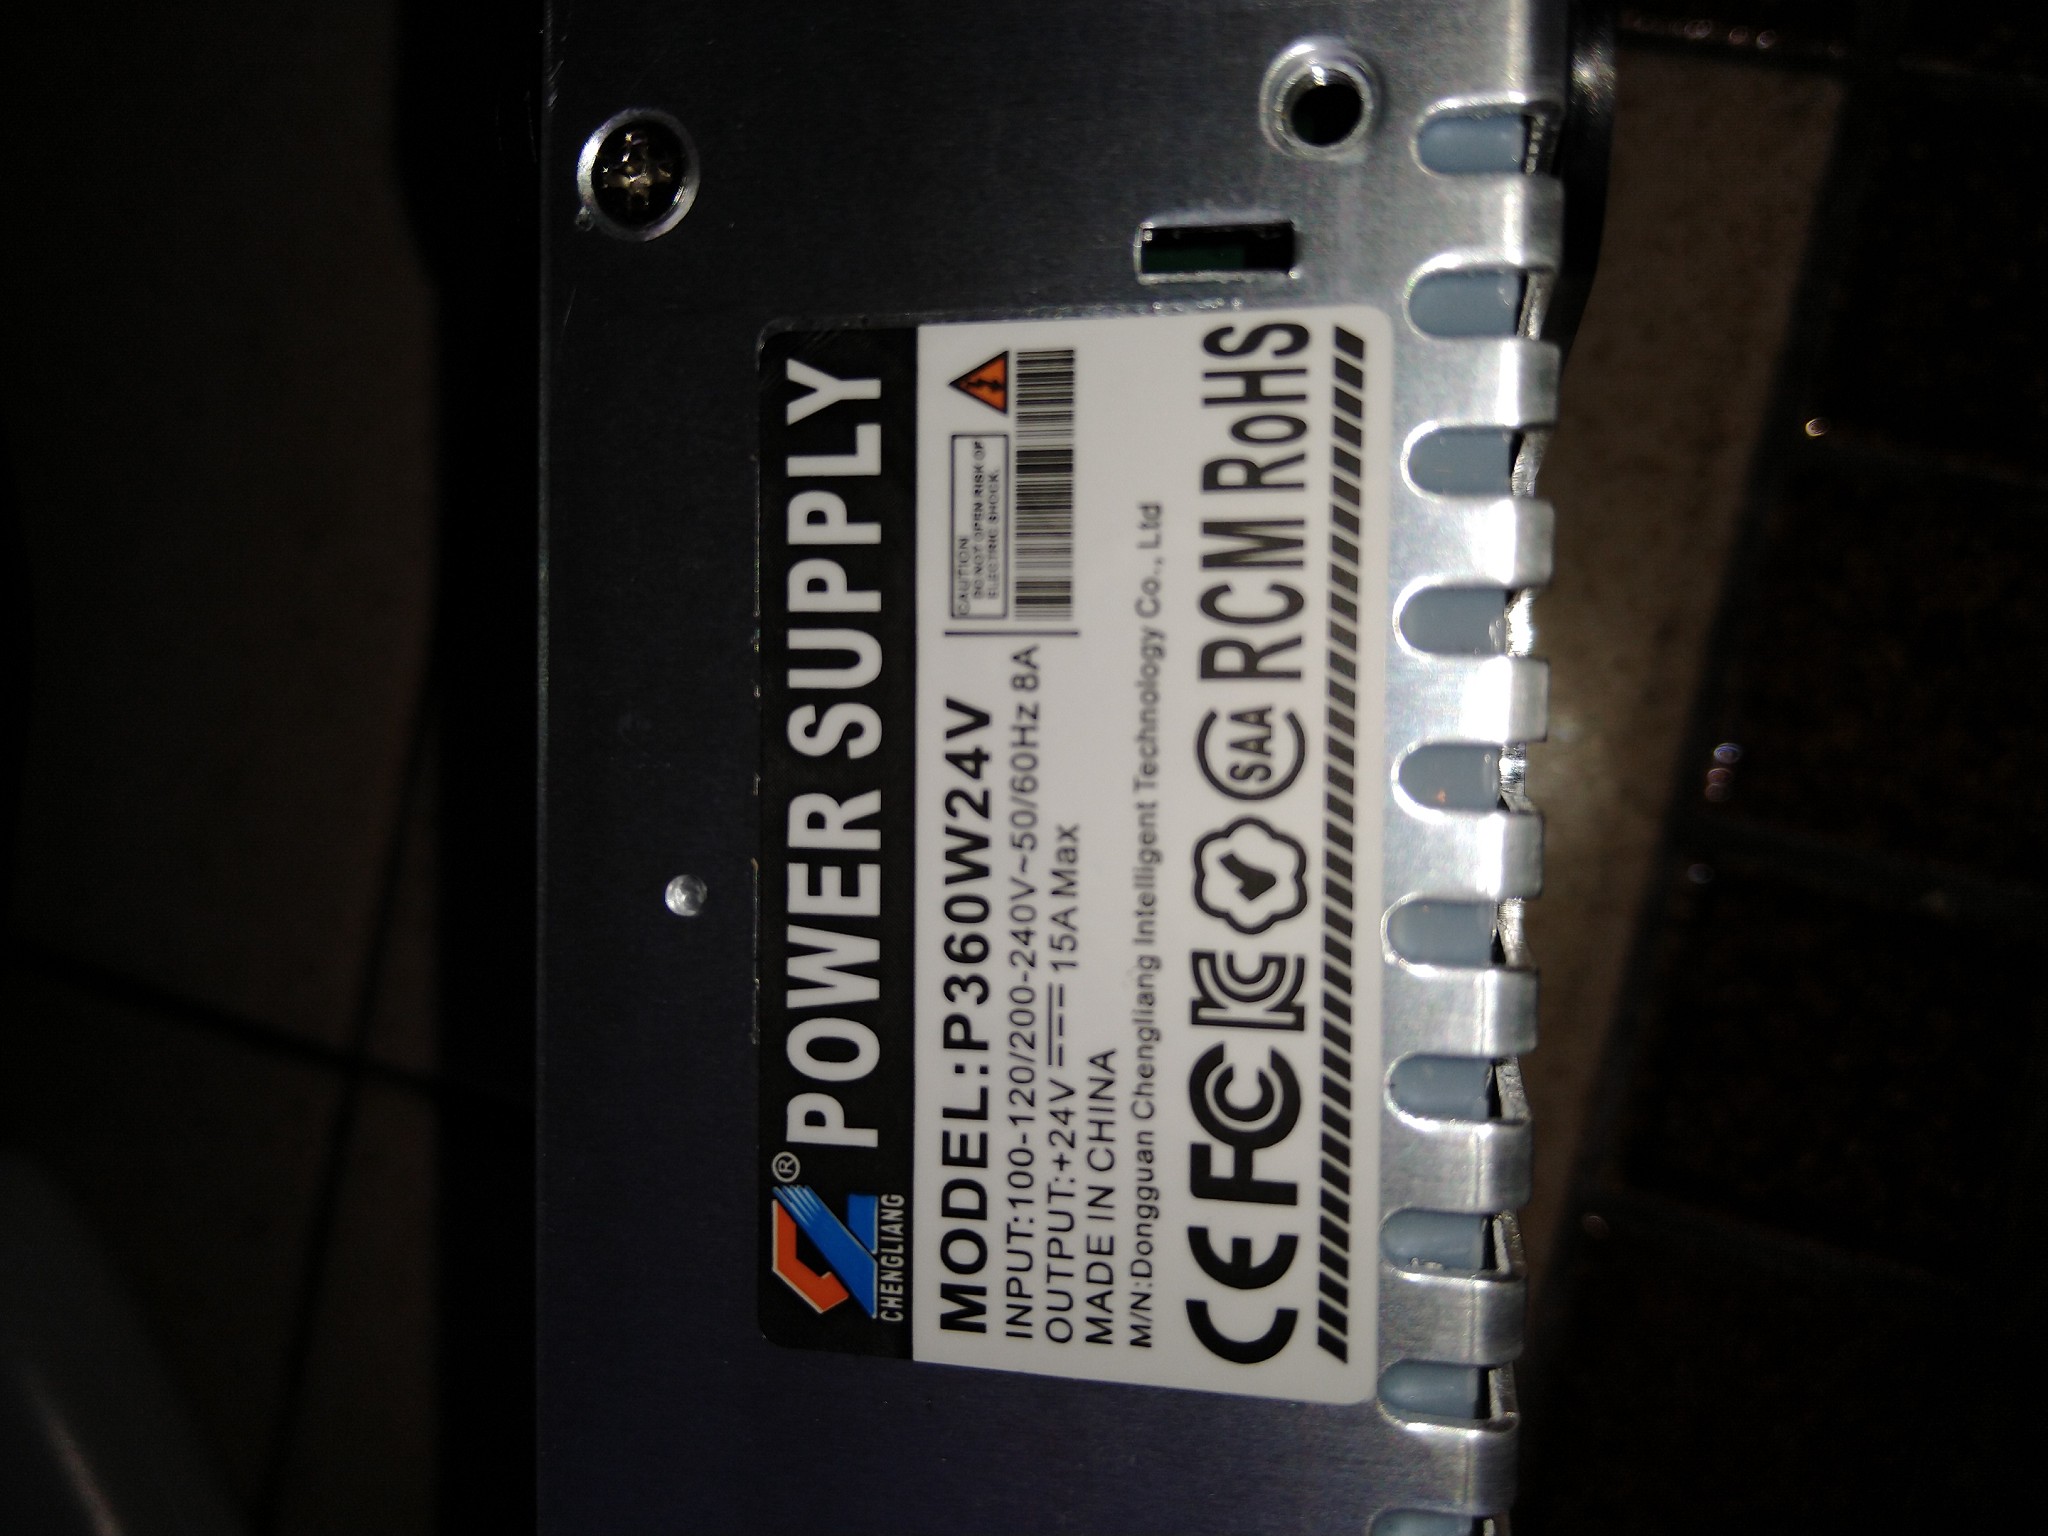 CHENGLIANG ® POWER SUPPLY
MODEL:P360W24V
INPUT:100-120/200-240V~50/60Hz 8A
OUTPUT:+24V ⎓ 15A Max
MADE IN CHINA
CAUTION
DO NOT OPEN RISK OF
ELECTRIC SHOCK.
M/N:Dongguan Chengliang Intelligent Technology Co., Ltd
CE FC KC SAA RCM RoHS